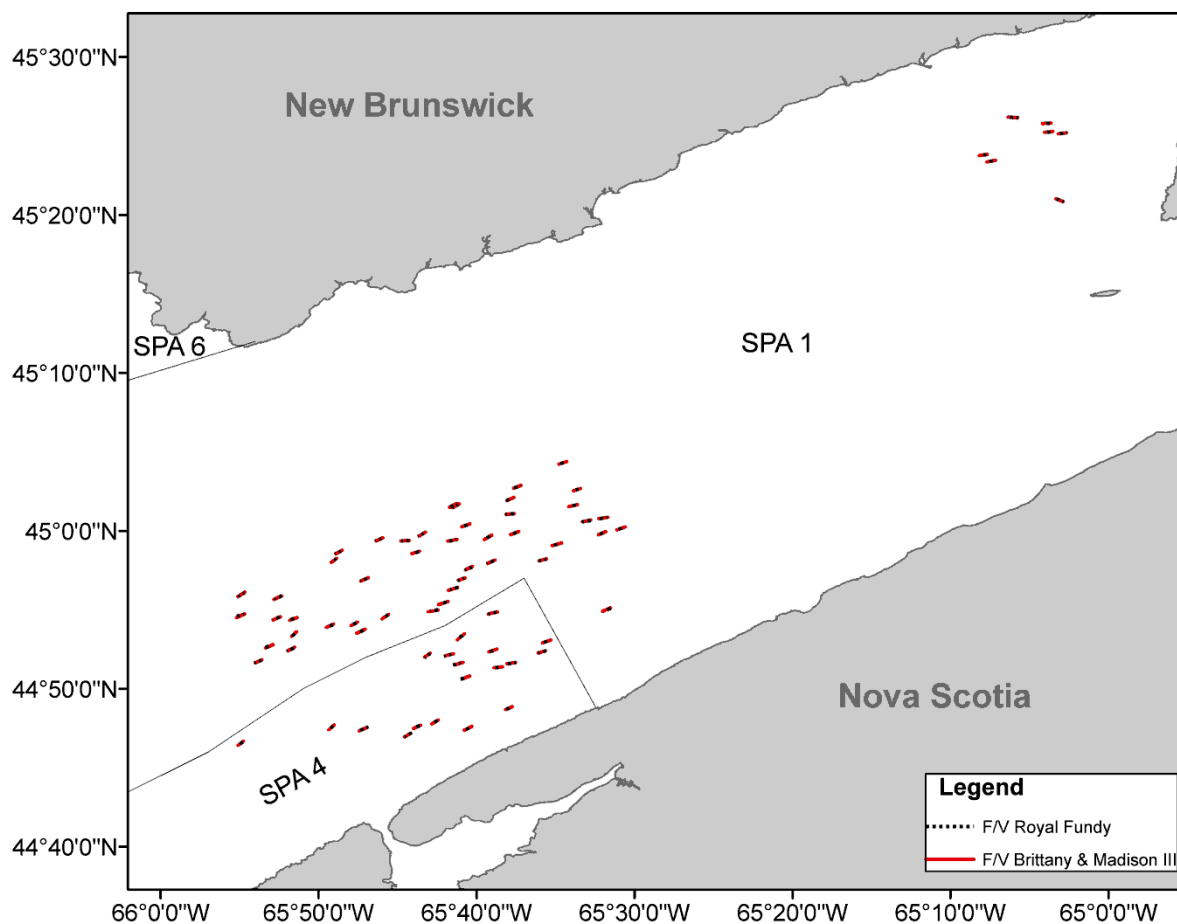 45°30'0"N
New Brunswick
45°20'0"N
SPA 6
SPA 1
45°10'0"N
45°0'0"N
44°50'0"N
Nova Scotia
SPA 4
Legend
F/V Royal Fundy
F/V Brittany & Madison III
44°40'0"N
66°0'0"W 65°50'0"W 65°40'0"W 65°30'0"W 65°20'0"W 65°10'0"W 65°0'0"W